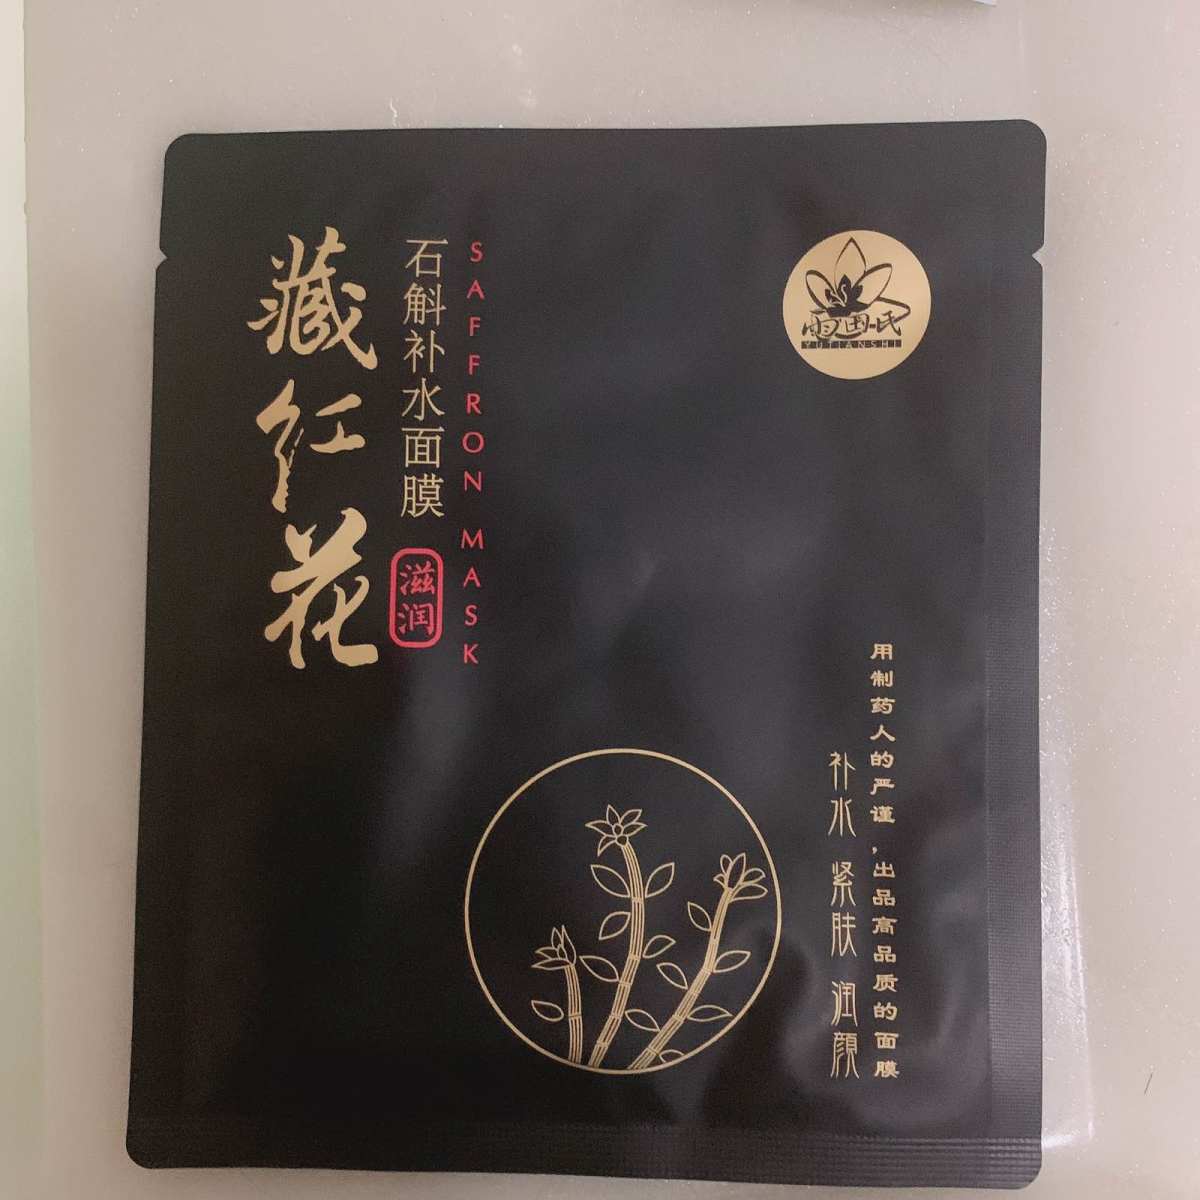 藏红花
石斛补水面膜
滋润
SAFFRON MASK
雨田氏
YUTIANSHI
用制药人的严谨,出品高品质的面膜
补水 紧肤 润颜